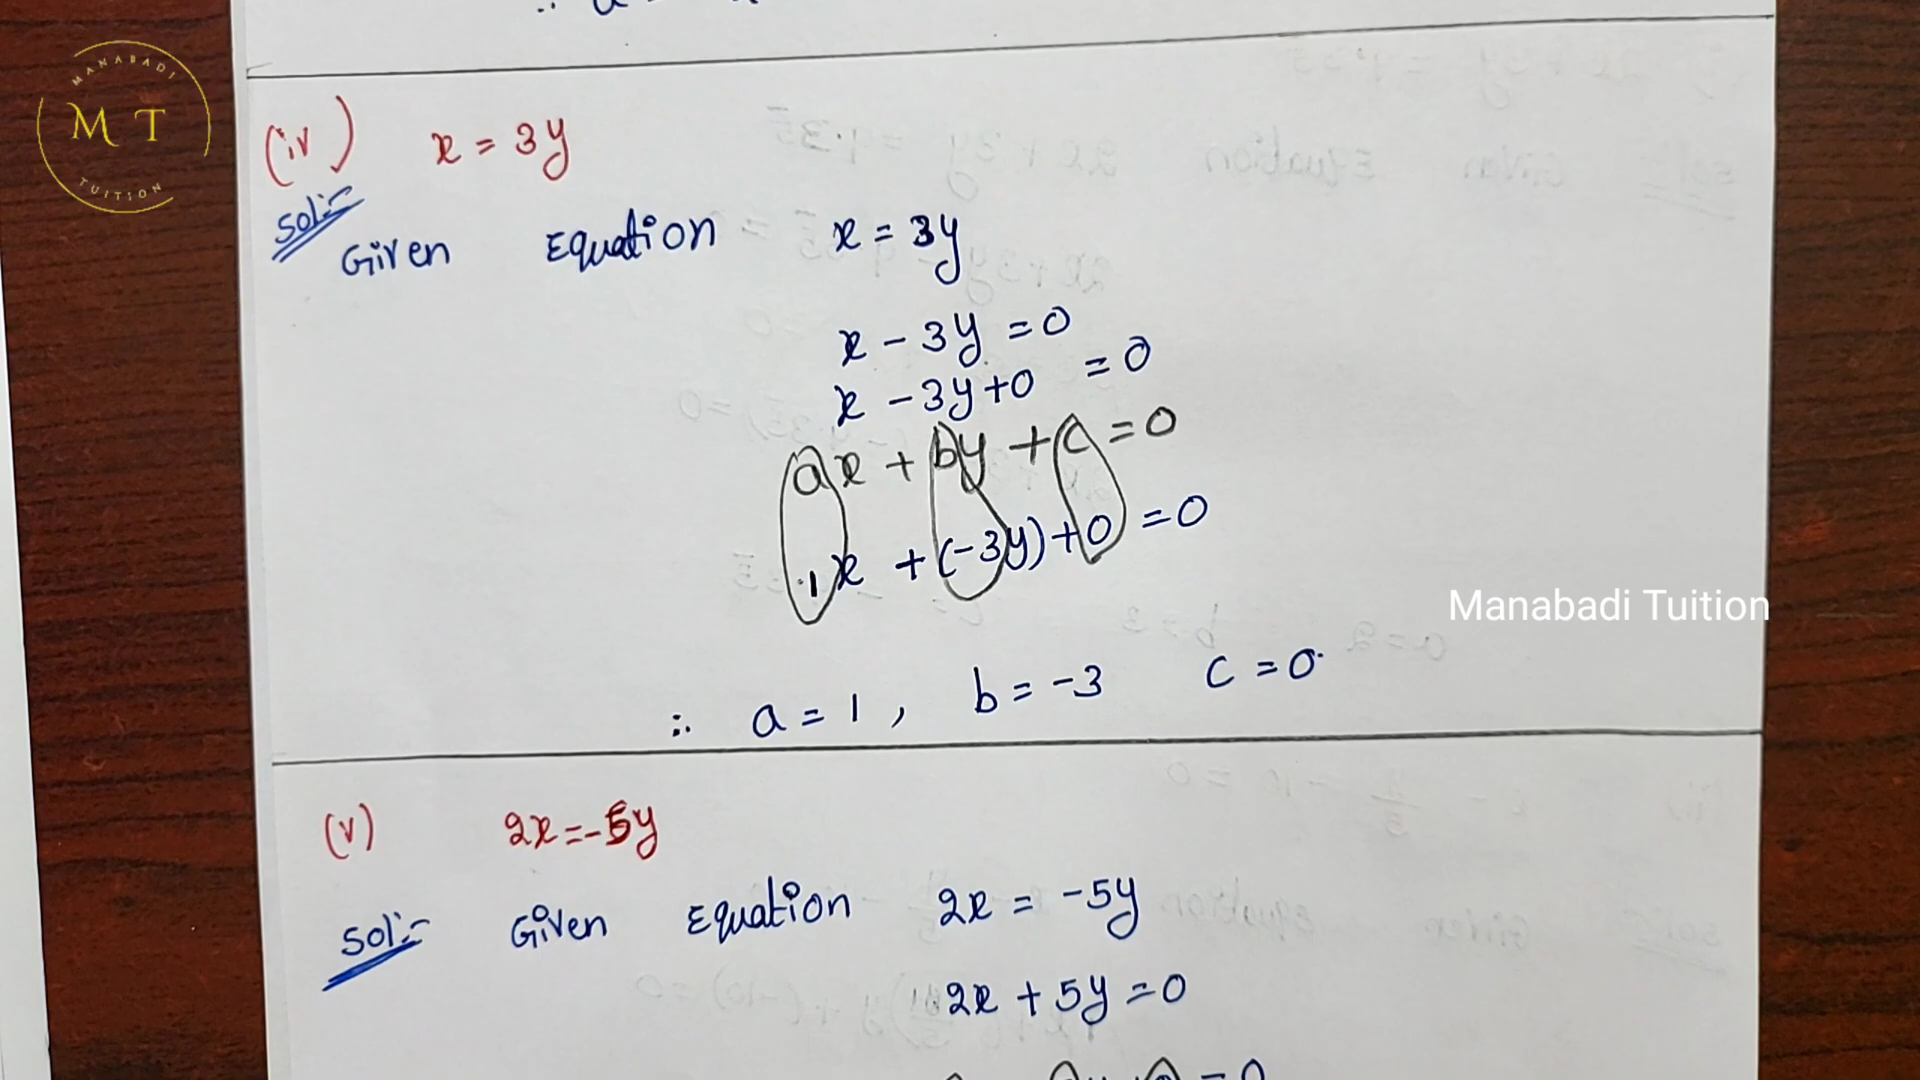 MANABADI
M T
TUITION
(iv) x = 3y
Sol:-
Given Equation x = 3y
x - 3y = 0
x - 3y + 0 = 0
ax + by + c = 0
1x + (-3y) + 0 = 0
Manabadi Tuition
∴ a = 1, b = -3 c = 0.
(v) 2x = -5y
Sol:- Given Equation 2x = -5y
2x + 5y = 0